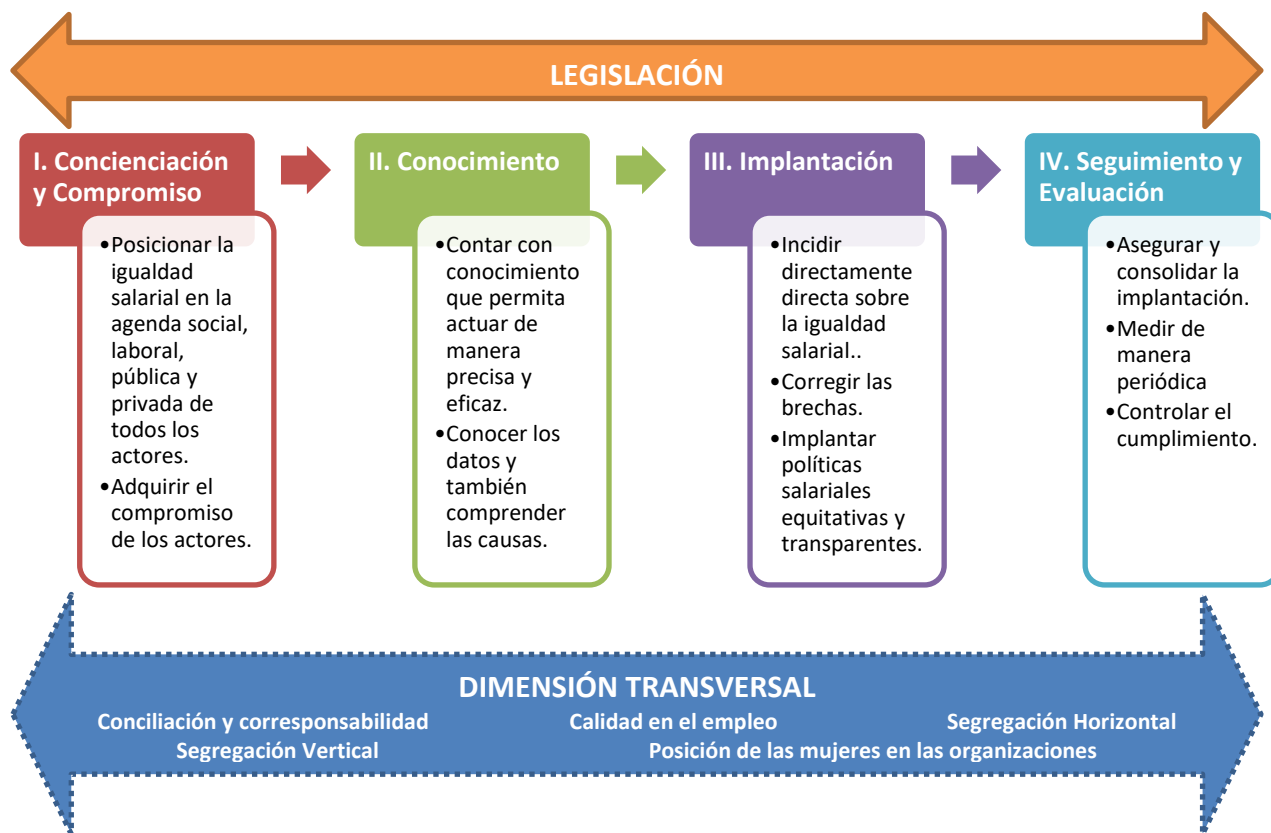 LEGISLACIÓN
I. Concienciación
y Compromiso
•Posicionar la
igualdad
salarial en la
agenda social,
laboral,
pública y
privada de
todos los
actores.
•Adquirir el
compromiso
de los actores.
II. Conocimiento
•Contar con
conocimiento
que permita
actuar de
manera
precisa y
eficaz.
•Conocer los
datos y
también
comprender
las causas.
III. Implantación
•Incidir
directamente
directa sobre
la igualdad
salarial..
•Corregir las
brechas.
•Implantar
políticas
salariales
equitativas y
transparentes.
IV. Seguimiento y
Evaluación
•Asegurar y
consolidar la
implantación.
•Medir de
manera
periódica
•Controlar el
cumplimiento.
DIMENSIÓN TRANSVERSAL
Conciliación y corresponsabilidad Calidad en el empleo Segregación Horizontal
Segregación Vertical Posición de las mujeres en las organizaciones